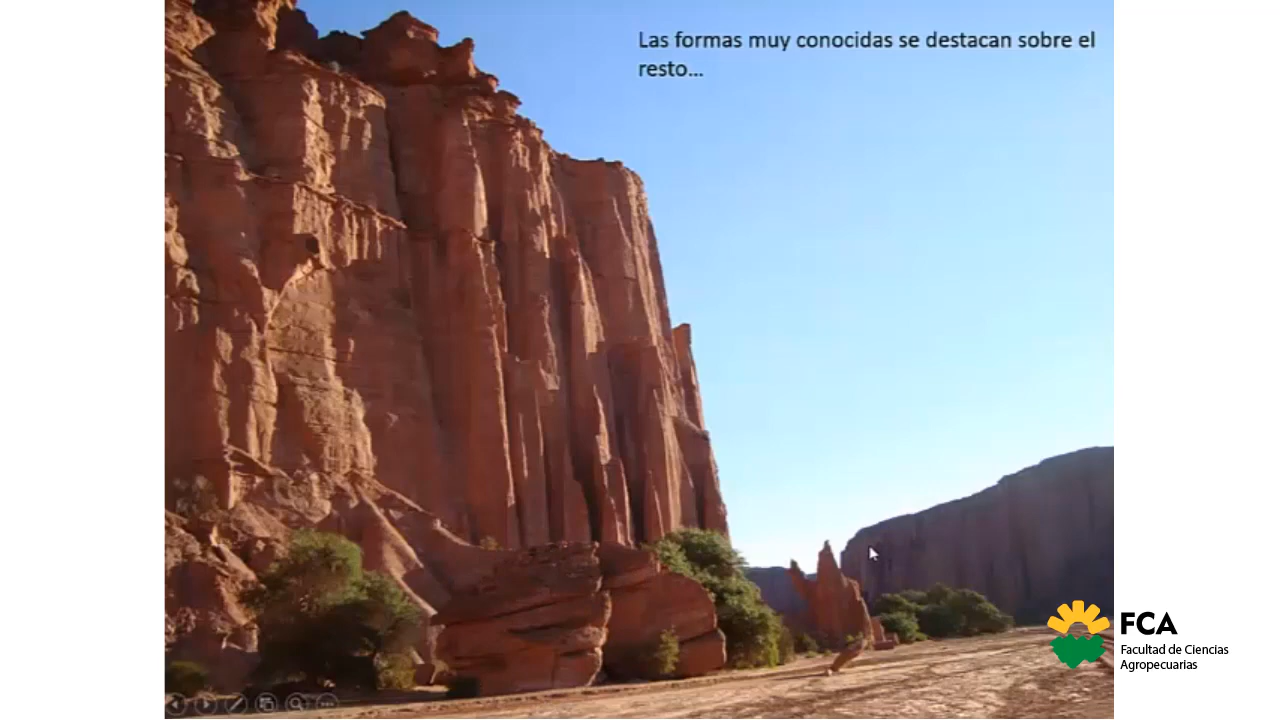 Las formas muy conocidas se destacan sobre el
resto...
FCA
Facultad de Ciencias
Agropecuarias